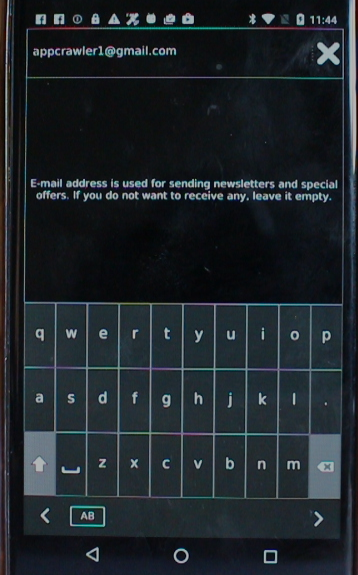 11:44
appcrawler1@gmail.com
E-mail address is used for sending newsletters and special
offers. If you do not want to receive any, leave it empty.
q w e r t y u i o p
a s d f g h j k l .
z x c v b n m
AB